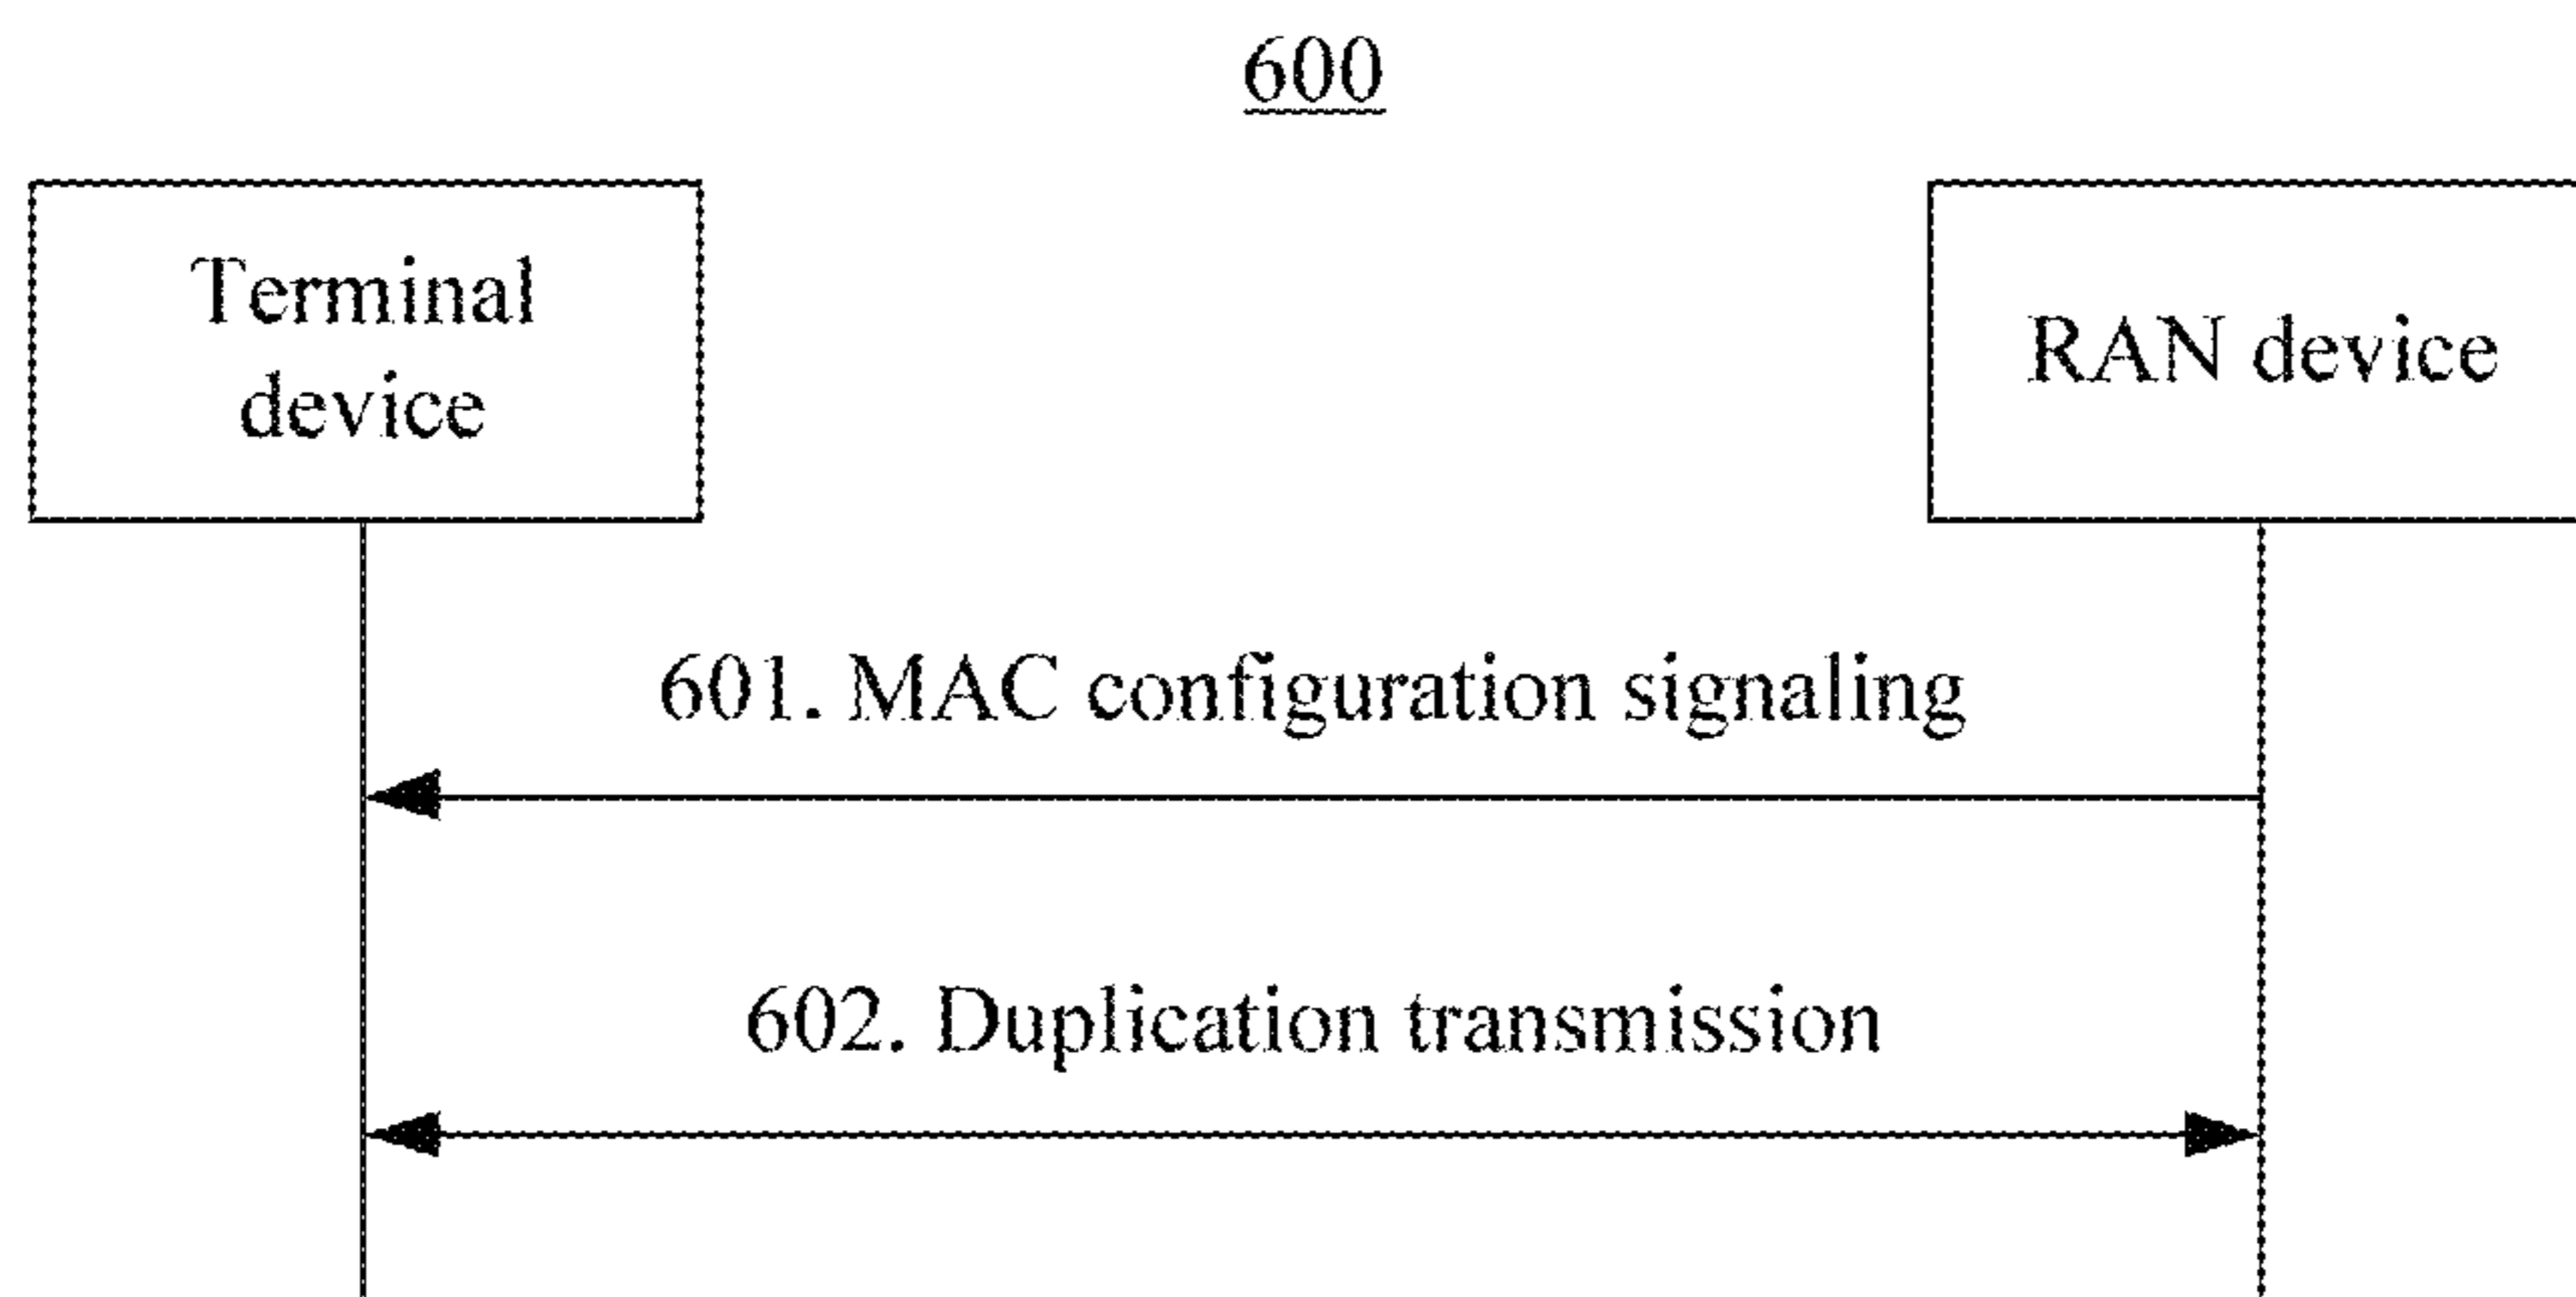 600
Terminal
device
RAN device
601. MAC configuration signaling
602. Duplication transmission